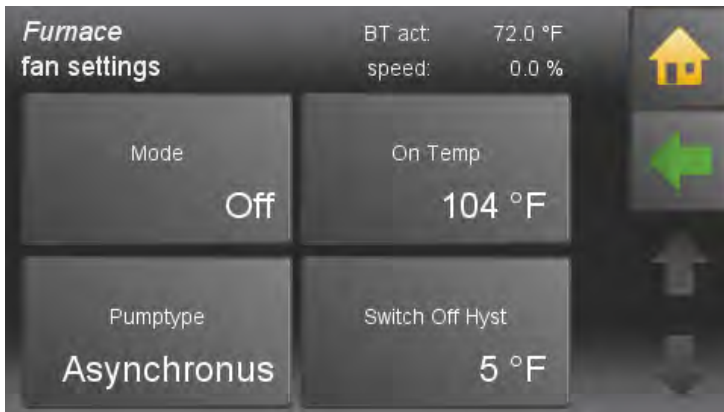 Furnace BT act: 72.0 °F
fan settings speed: 0.0 %
Mode On Temp
Off 104 °F
Pumptype Switch Off Hyst
Asynchronus 5 °F